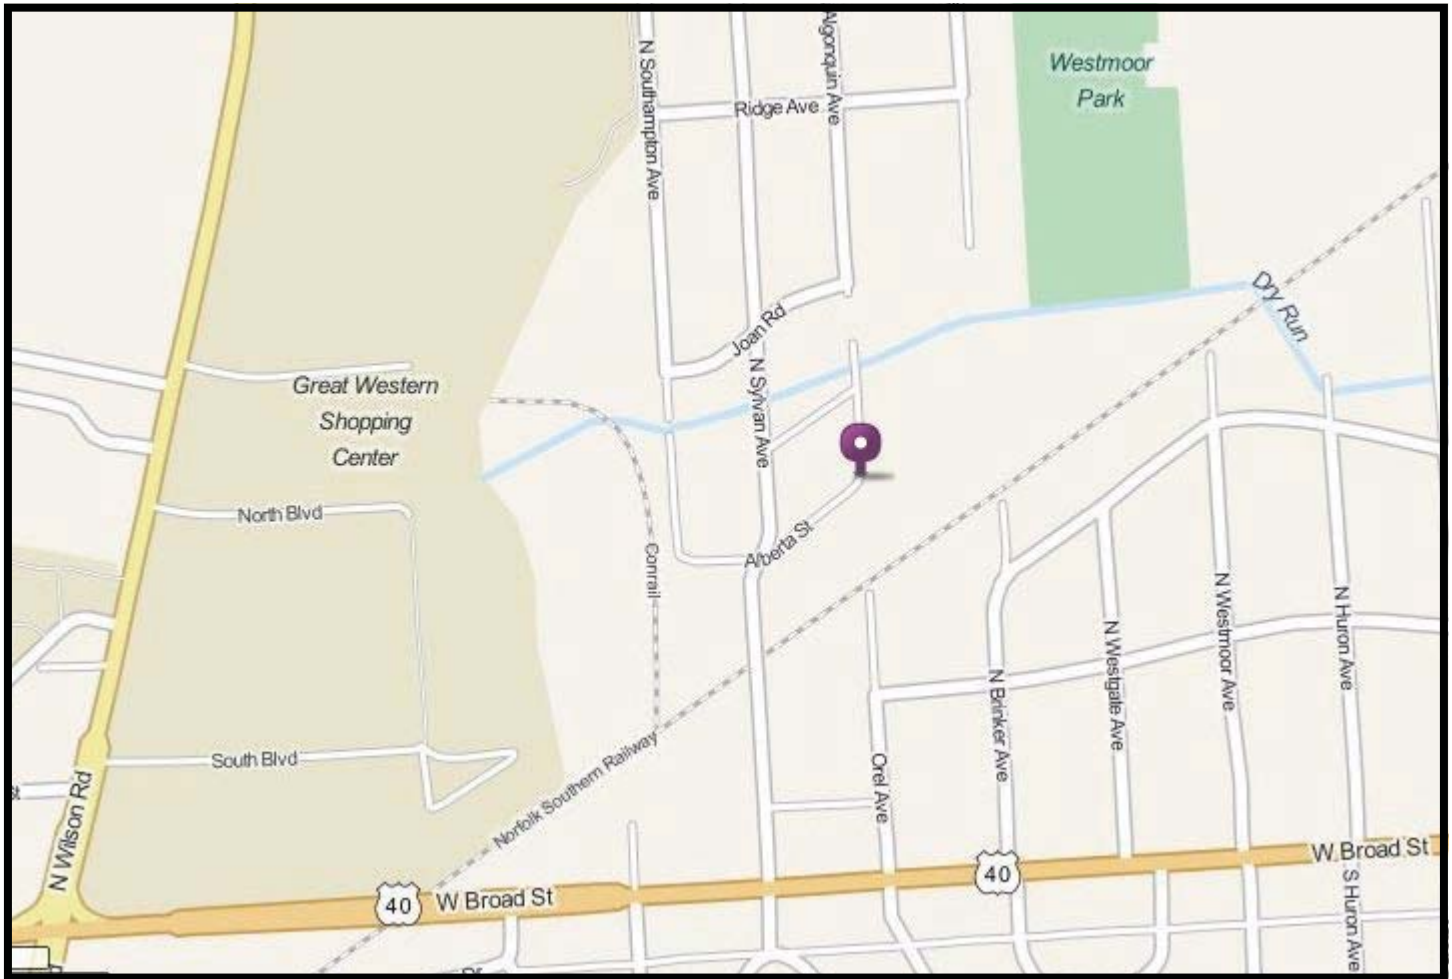 N Southampton Ave
Algonquin Ave
Ridge Ave
Westmoor
Park
Dry Run
Joan Rd
N Sylvan Ave
Great Western
Shopping
Center
North Blvd
Alberta St
Conrail
N Westmoor Ave
N Huron Ave
N Westgate Ave
N Brinker Ave
South Blvd
Norfolk Southern Railway
Orel Ave
N Wilson Rd
40
W Broad St
40
W Broad St
S Huron Ave